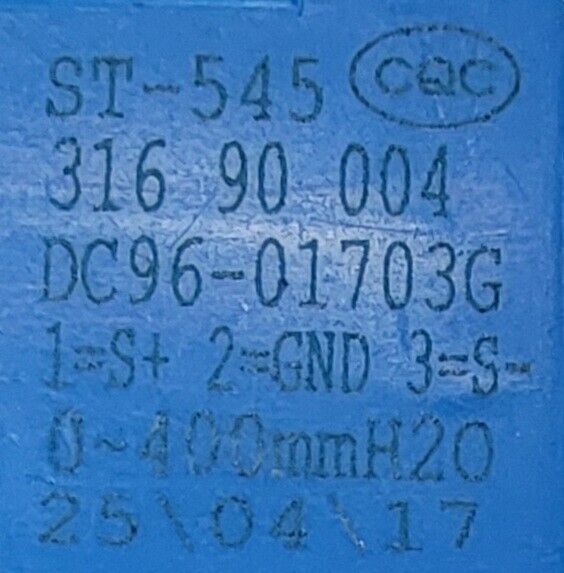 ST-545 CQC
316 90 004
DC96-01703G
1=S+ 2=GND 3=S-
0~400mmH2O
25\04\17